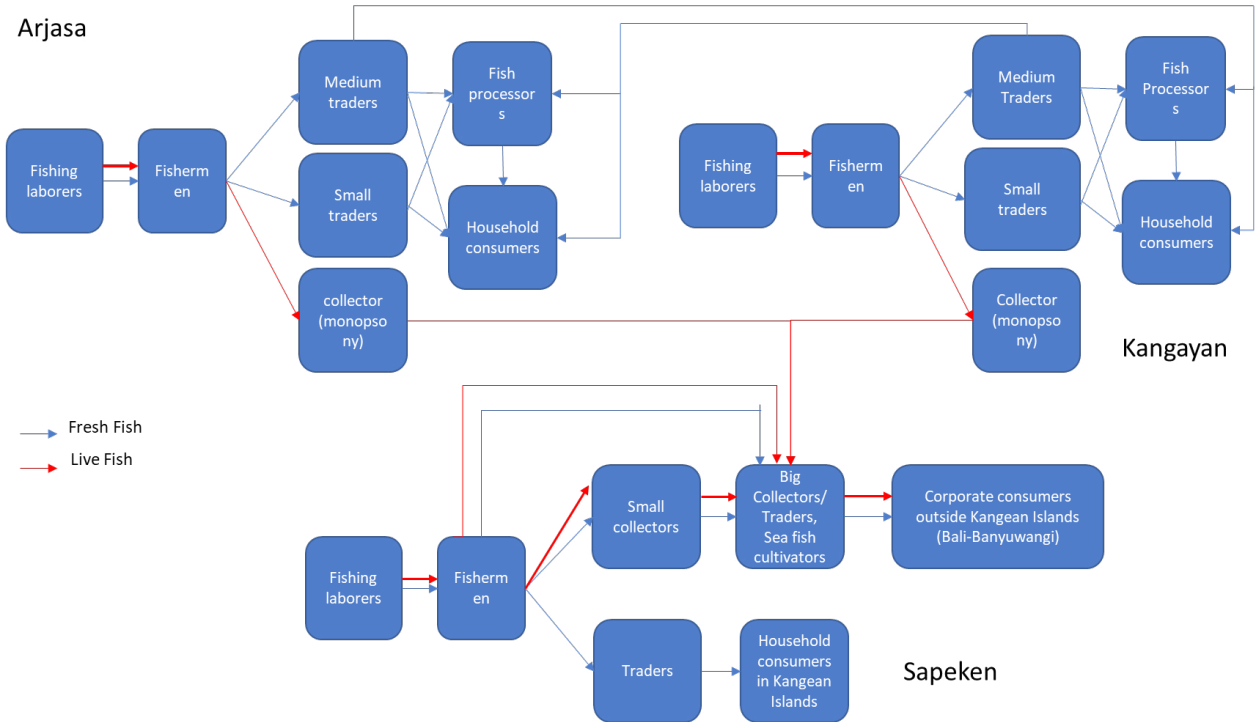 Arjasa
Medium
traders
Fish
processor
s
Fishing
laborers
Fisherm
en
Small
traders
Household
consumers
collector
(monopso
ny)
Medium
Traders
Fish
Processor
s
Fishing
laborers
Fisherm
en
Small
traders
Household
consumers
Collector
(monopso
ny)
Kangayan
Fresh Fish
Live Fish
Small
collectors
Big
Collectors/
Traders,
Sea fish
cultivators
Corporate consumers
outside Kangean Islands
(Bali-Banyuwangi)
Fishing
laborers
Fisherm
en
Traders
Household
consumers
in Kangean
Islands
Sapeken